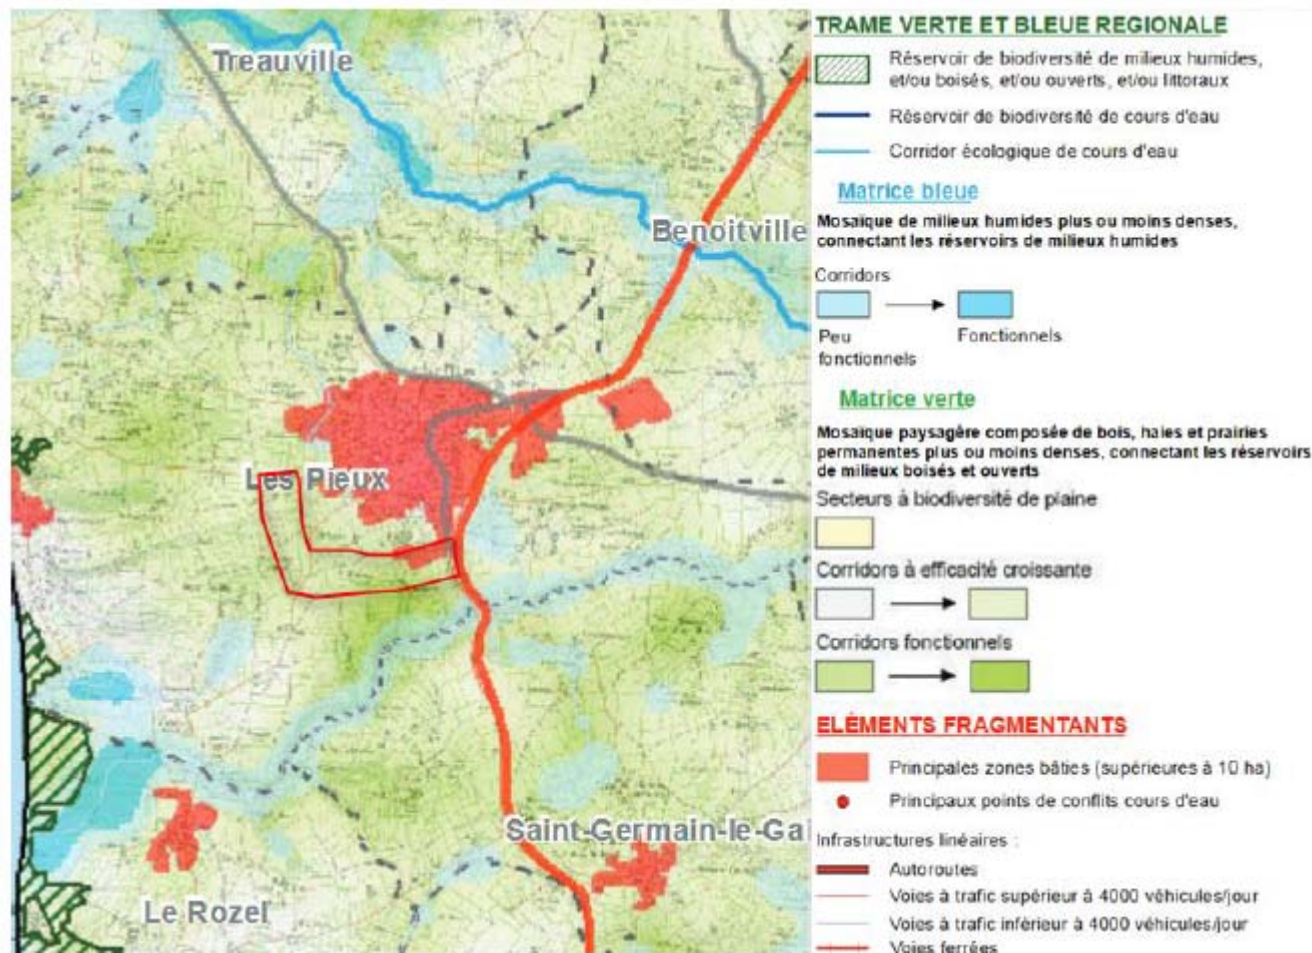 Treauville
Benoitville
Les Pieux
Saint-Germain-le-Gai
Le Rozel
TRAME VERTE ET BLEUE REGIONALE
Réservoir de biodiversité de milieux humides,
et/ou boisés, et/ou ouverts, et/ou littoraux
Réservoir de biodiversité de cours d'eau
Corridor écologique de cours d'eau
Matrice bleue
Mosaïque de milieux humides plus ou moins denses,
connectant les réservoirs de milieux humides
Corridors
Peu
fonctionnels
Fonctionnels
Matrice verte
Mosaïque paysagère composée de bois, haies et prairies
permanentes plus ou moins denses, connectant les réservoirs
de milieux boisés et ouverts
Secteurs à biodiversité de plaine
Corridors à efficacité croissante
Corridors fonctionnels
ELÉMENTS FRAGMENTANTS
Principales zones bâties (supérieures à 10 ha)
Principaux points de conflits cours d'eau
Infrastructures linéaires :
Autoroutes
Voies à trafic supérieur à 4000 véhicules/jour
Voies à trafic inférieur à 4000 véhicules/jour
Voies ferrées